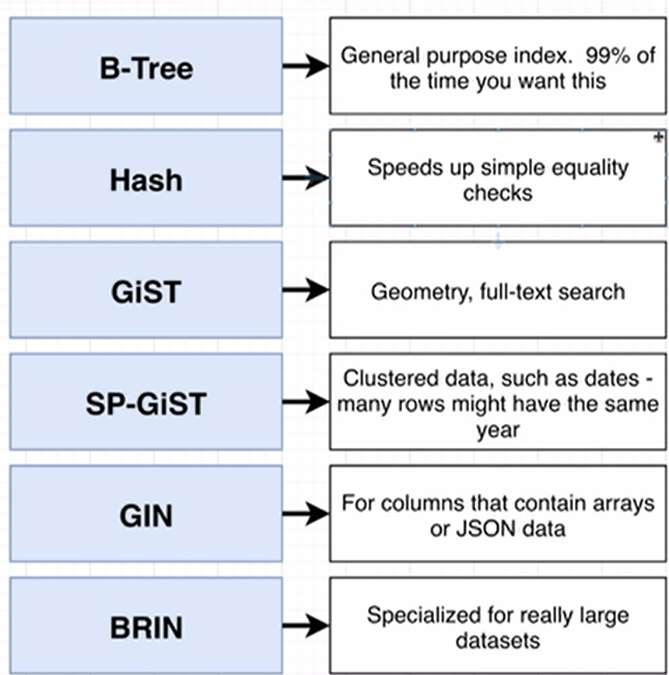 B-Tree
General purpose index. 99% of
the time you want this
Hash
Speeds up simple equality
checks
GiST
Geometry, full-text search
SP-GiST
Clustered data, such as dates -
many rows might have the same
year
GIN
For columns that contain arrays
or JSON data
BRIN
Specialized for really large
datasets